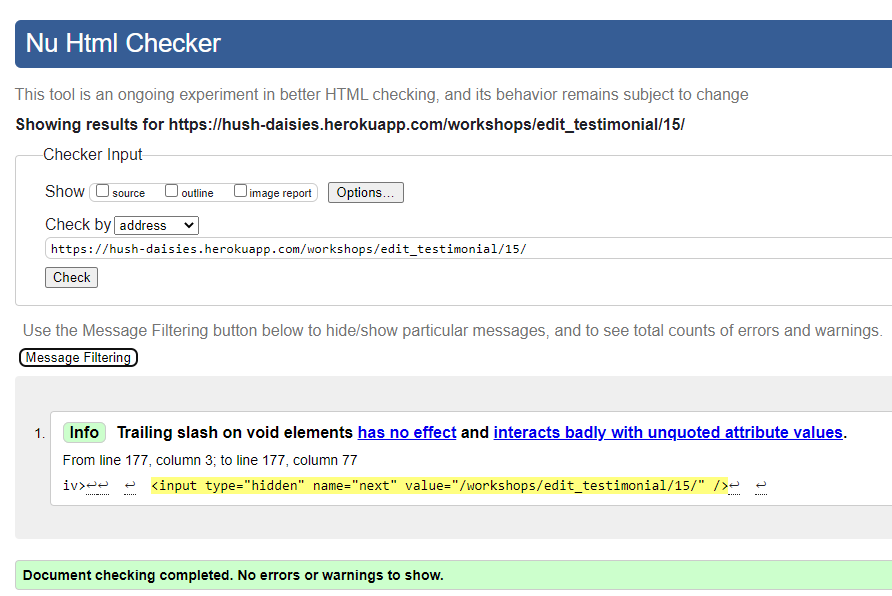 Nu Html Checker
This tool is an ongoing experiment in better HTML checking, and its behavior remains subject to change
Showing results for https://hush-daisies.herokuapp.com/workshops/edit_testimonial/15/
Checker Input
Show source outline image report Options...
Check by address
https://hush-daisies.herokuapp.com/workshops/edit_testimonial/15/
Check
Use the Message Filtering button below to hide/show particular messages, and to see total counts of errors and warnings.
Message Filtering
1. Info Trailing slash on void elements has no effect and interacts badly with unquoted attribute values.
From line 177, column 3; to line 177, column 77
iv>↩↩ ↩ <input type="hidden" name="next" value="/workshops/edit_testimonial/15/" />↩ ↩
Document checking completed. No errors or warnings to show.